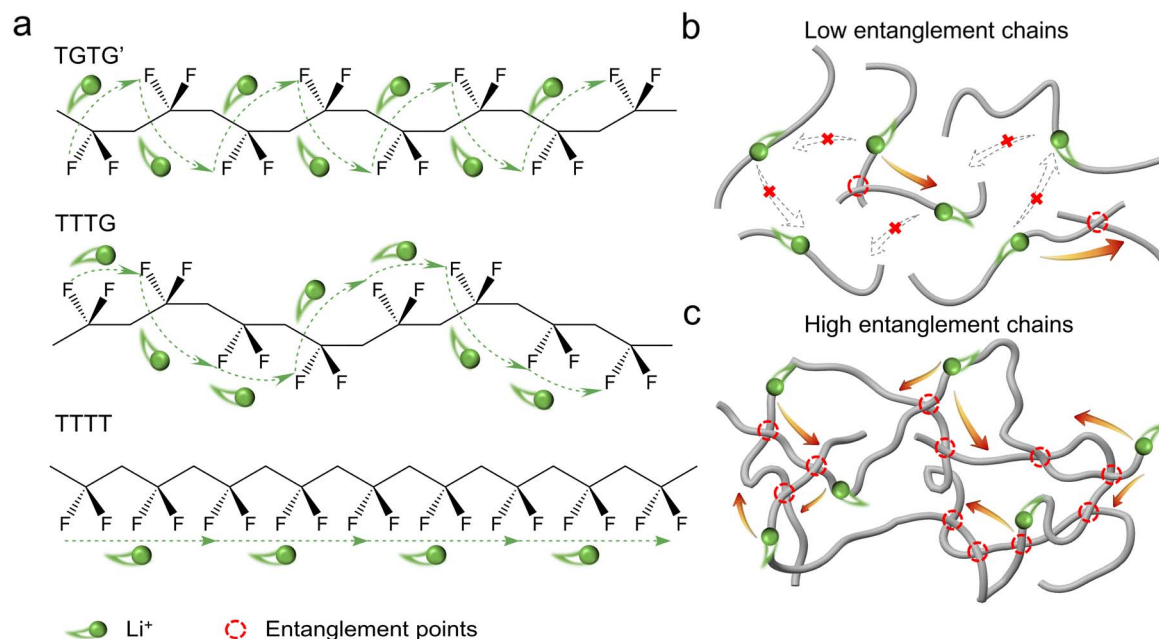 a
TGTG'
F F F F F F F F
F F F F F F F F
TTTG
F F F F
F F F F
F F F F
F F F F
TTTT
F F F F F F F F F F F F F F F F F F
Li⁺
Entanglement points
b
Low entanglement chains
c
High entanglement chains